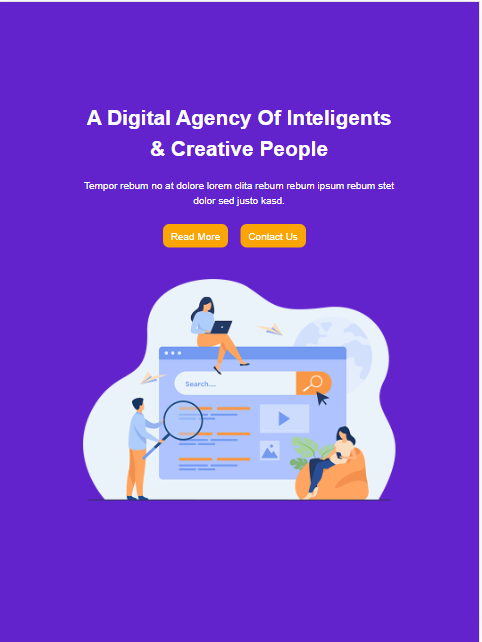 A Digital Agency Of Inteligents
& Creative People
Tempor rebum no at dolore lorem clita rebum rebum ipsum rebum stet
dolor sed justo kasd.
Read More Contact Us
Search....